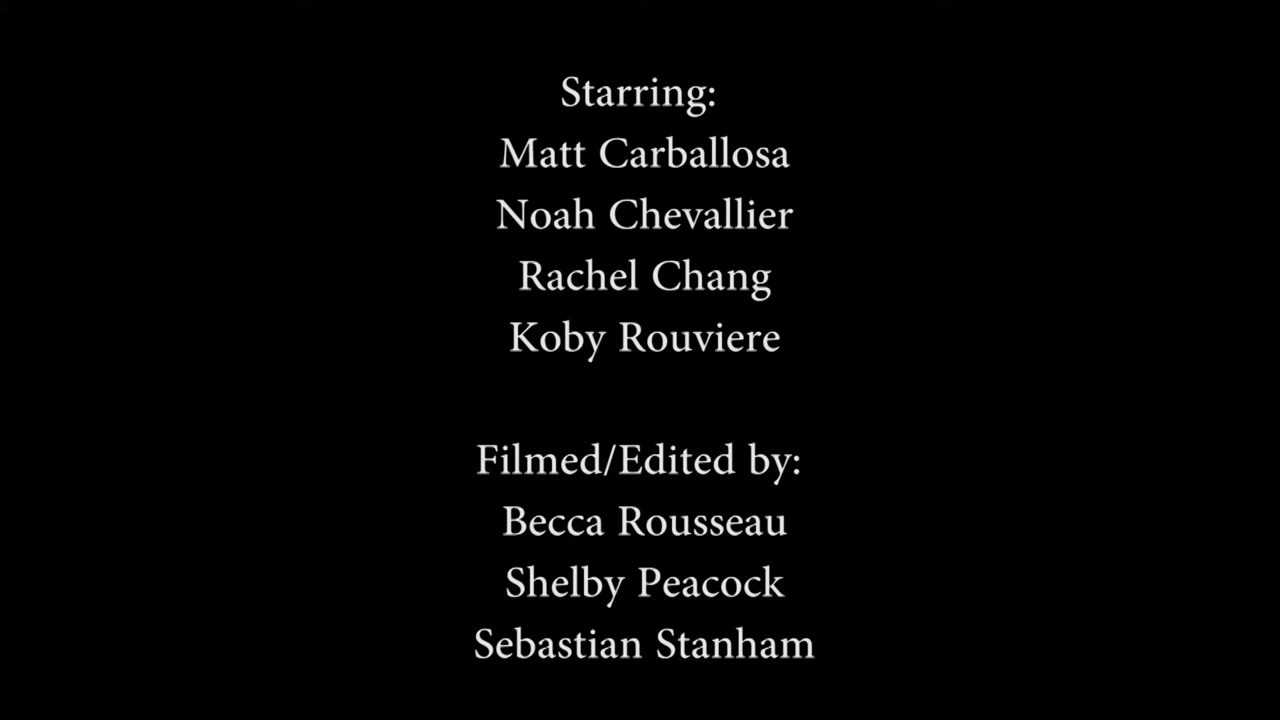 Starring:
Matt Carballosa
Noah Chevallier
Rachel Chang
Koby Rouviere
Filmed/Edited by:
Becca Rousseau
Shelby Peacock
Sebastian Stanham